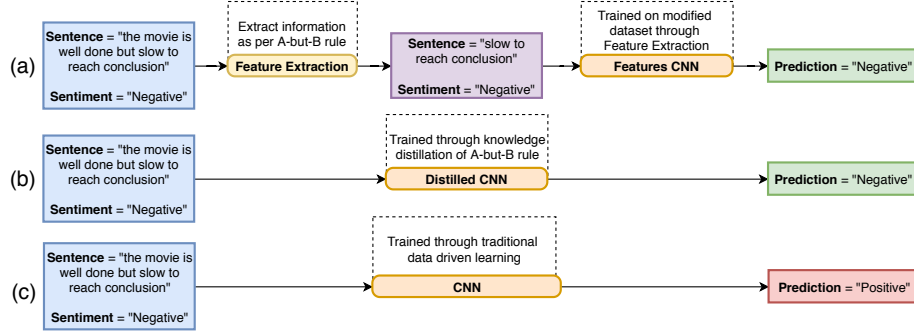 (a)
Sentence = "the movie is
well done but slow to
reach conclusion"
Sentiment = "Negative"
Extract information
as per A-but-B rule
Feature Extraction
Sentence = "slow to
reach conclusion"
Sentiment = "Negative"
Trained on modified
dataset through
Feature Extraction
Features CNN
Prediction = "Negative"
(b)
Sentence = "the movie is
well done but slow to
reach conclusion"
Sentiment = "Negative"
Trained through knowledge
distillation of A-but-B rule
Distilled CNN
Prediction = "Negative"
(c)
Sentence = "the movie is
well done but slow to
reach conclusion"
Sentiment = "Negative"
Trained through traditional
data driven learning
CNN
Prediction = "Positive"